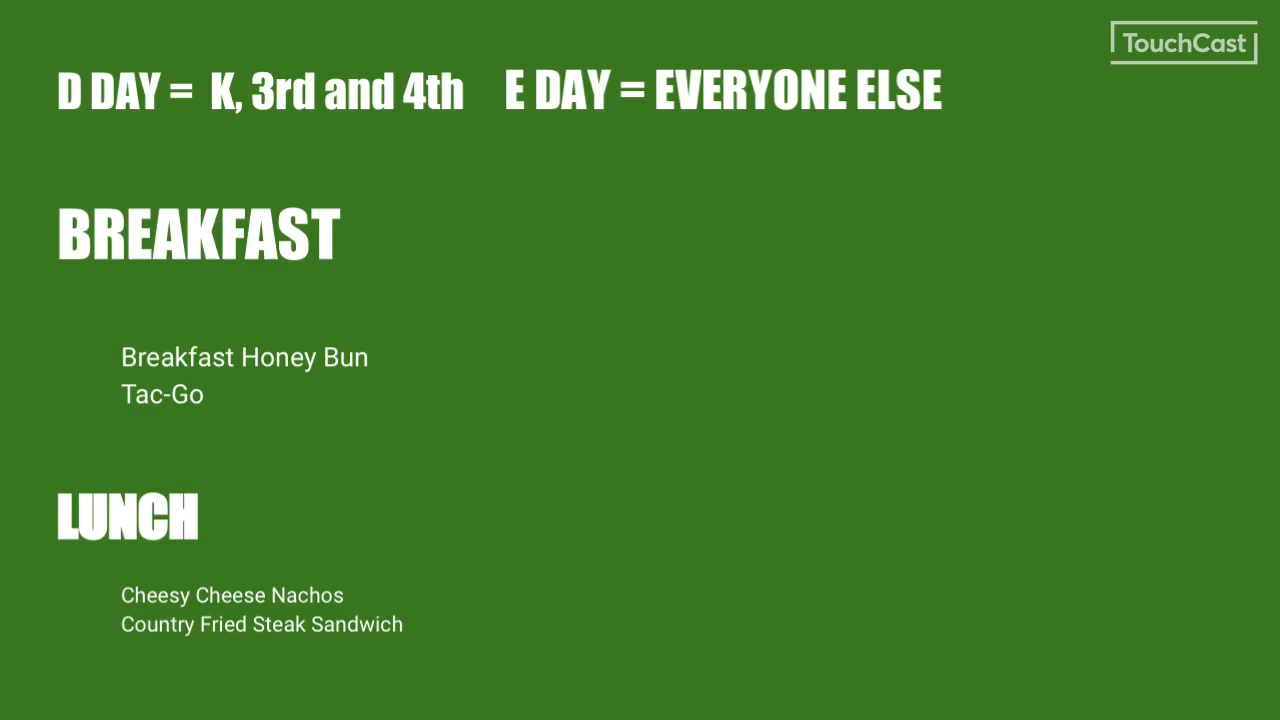 TouchCast
D DAY = K, 3rd and 4th E DAY = EVERYONE ELSE
BREAKFAST
Breakfast Honey Bun
Tac-Go
LUNCH
Cheesy Cheese Nachos
Country Fried Steak Sandwich